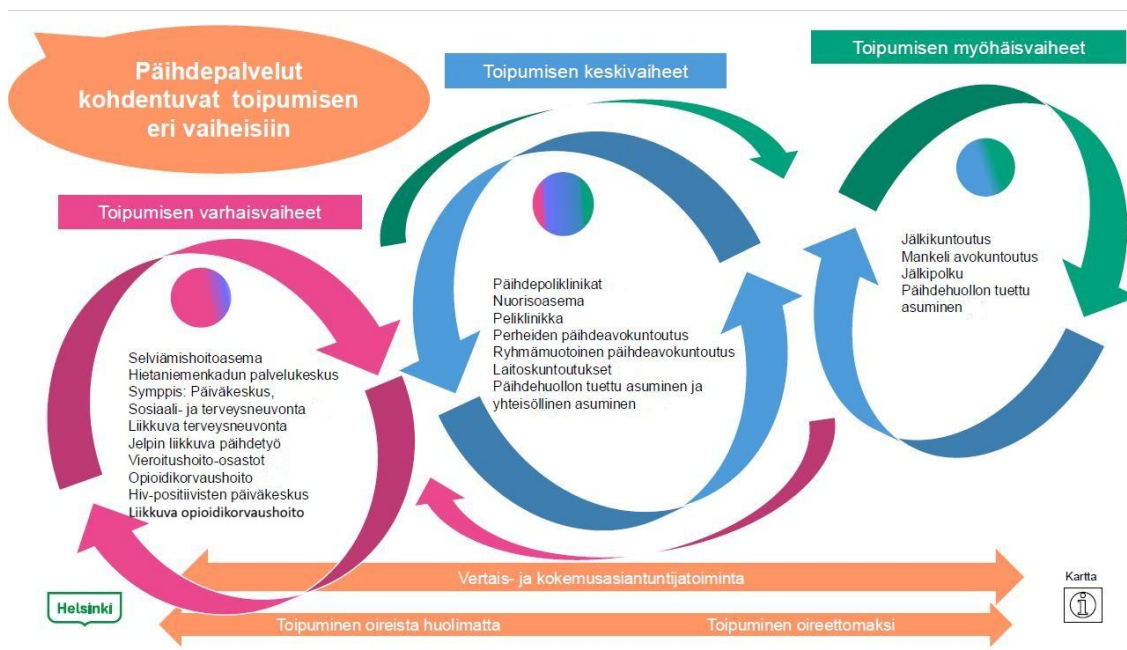 Päihdepalvelut
kohdentuvat toipumisen
eri vaiheisiin
Toipumisen varhaisvaiheet
Selviämishoitoasema
Hietaniemenkadun palvelukeskus
Symppis: Päiväkeskus,
Sosiaali- ja terveysneuvonta
Liikkuva terveysneuvonta
Jelpin liikkuva päihdetyö
Vieroitushoito-osastot
Opioidikorvaushoito
Hiv-positiivisten päiväkeskus
Liikkuva opioidikorvaushoito
Toipumisen keskivaiheet
Päihdepoliklinikat
Nuorisoasema
Peliklinikka
Perheiden päihdeavokuntoutus
Ryhmämuotoinen päihdeavokuntoutus
Laitoskuntoutukset
Päihdehuollon tuettu asuminen ja
yhteisöllinen asuminen
Toipumisen myöhäisvaiheet
Jälkikuntoutus
Mankeli avokuntoutus
Jälkipolku
Päihdehuollon tuettu
asuminen
Vertais- ja kokemusasiantuntijatoiminta
Toipuminen oireista huolimatta
Toipuminen oireettomaksi
Helsinki
Kartta
i